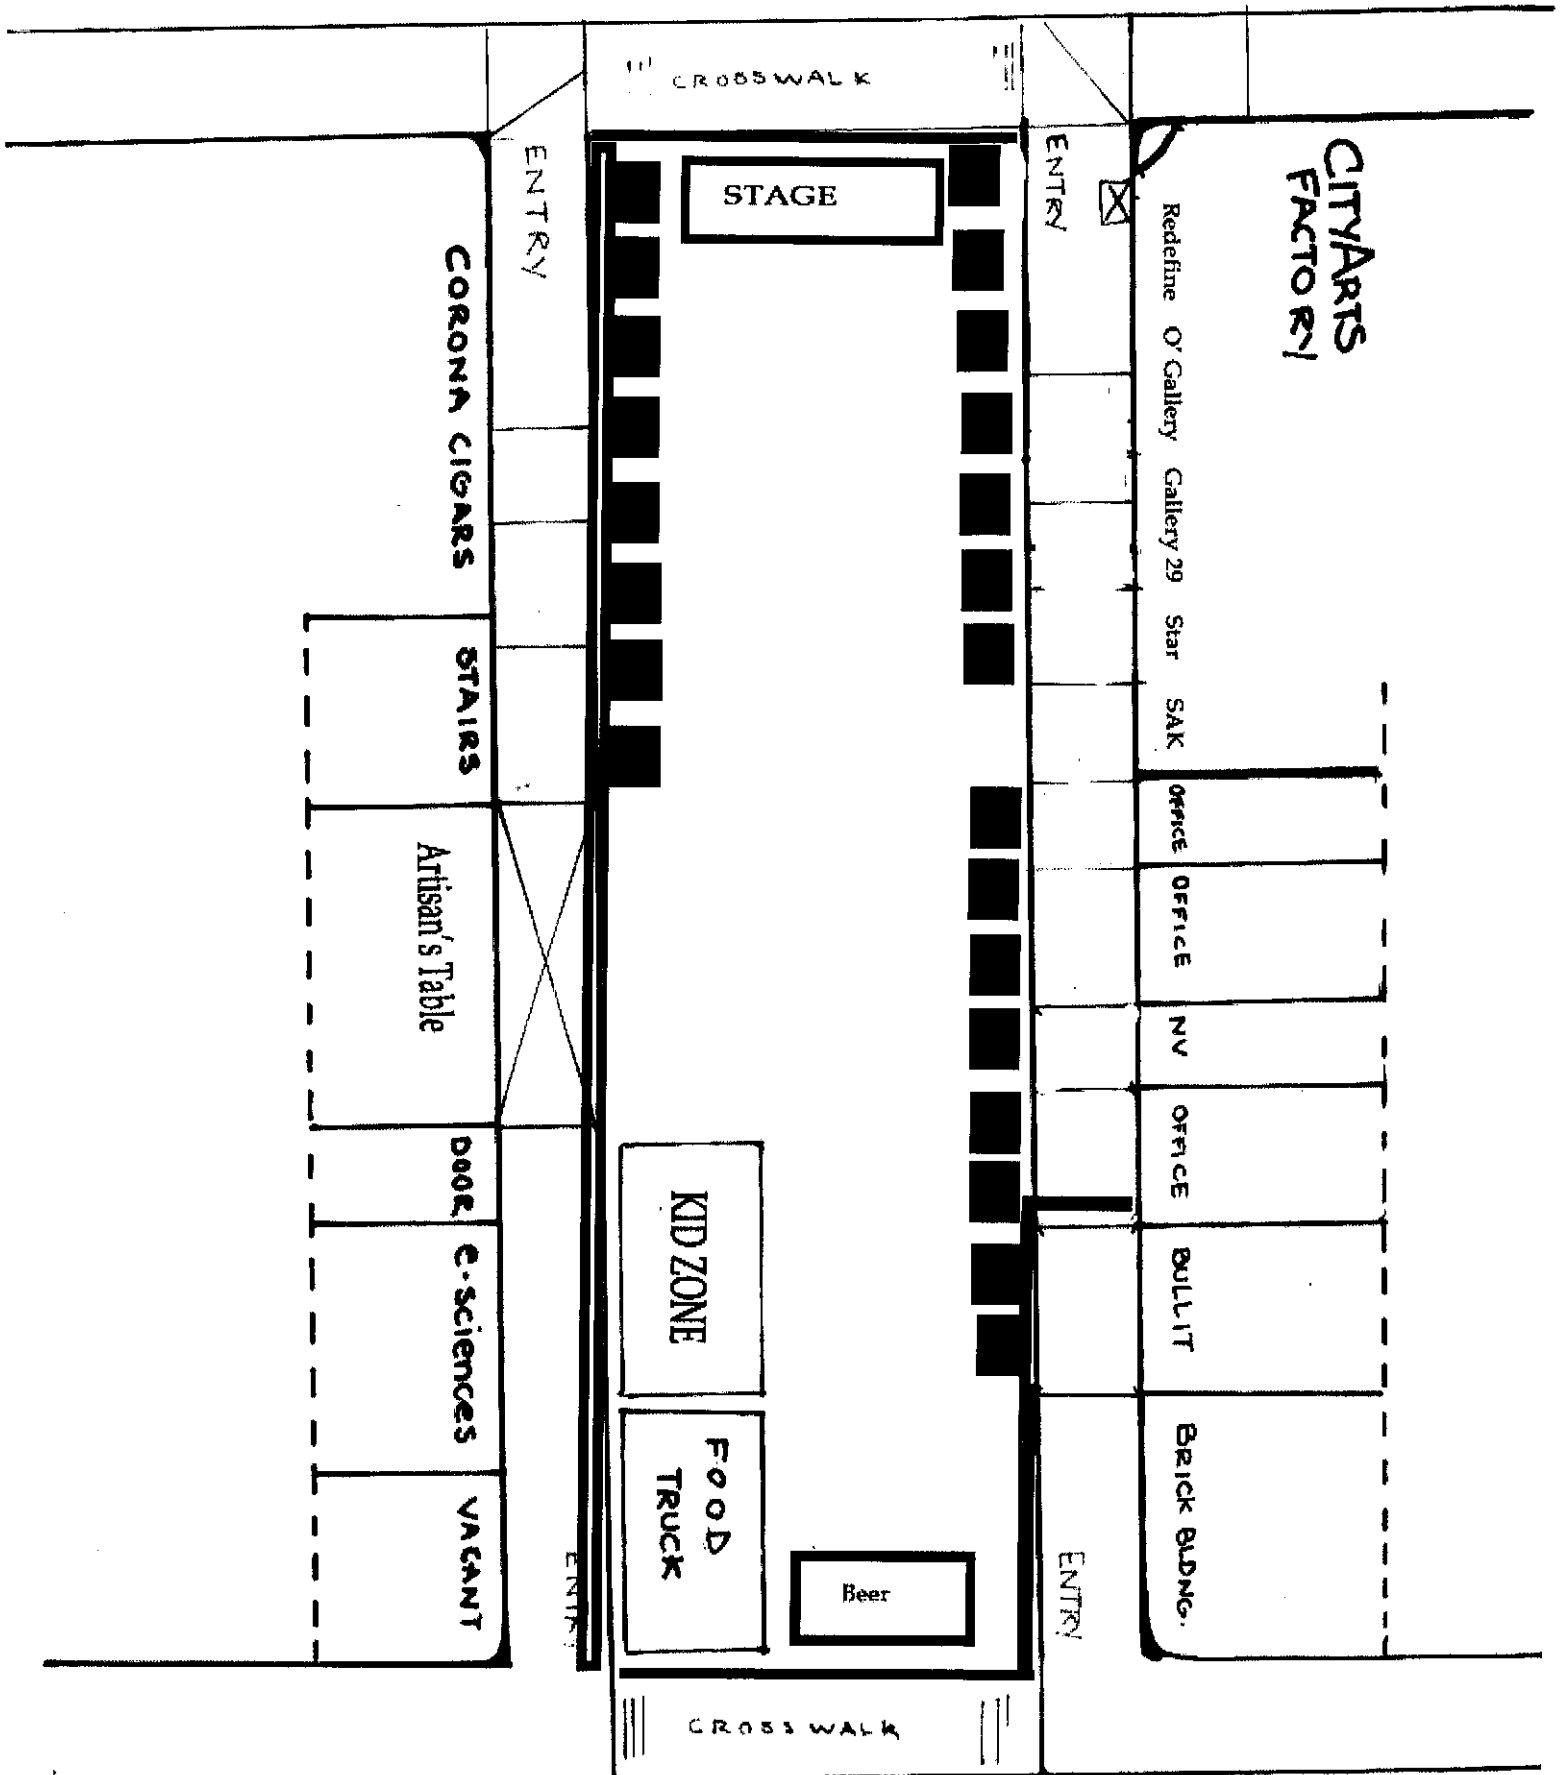 CROSSWALK
ENTRY
STAGE
ENTRY
CITYARTS
FACTORY
CORONA CIGARS
STAIRS
Artisan's Table
DOOR
e-sciences
VACANT
ENTRY
Redefine
O'Gallery
Gallery 29
Star
SAK
OFFICE
OFFICE
NV
OFFICE
BULLIT
BRICK BLDNG.
KID ZONE
FOOD
TRUCK
Beer
ENTRY
CROSSWALK